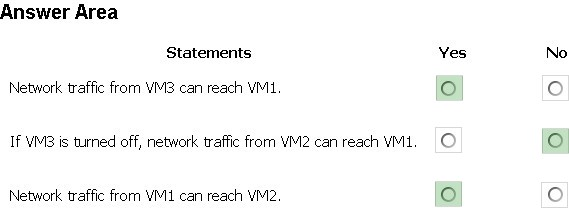 Answer Area
Statements Yes No
Network traffic from VM3 can reach VM1.
If VM3 is turned off, network traffic from VM2 can reach VM1.
Network traffic from VM1 can reach VM2.